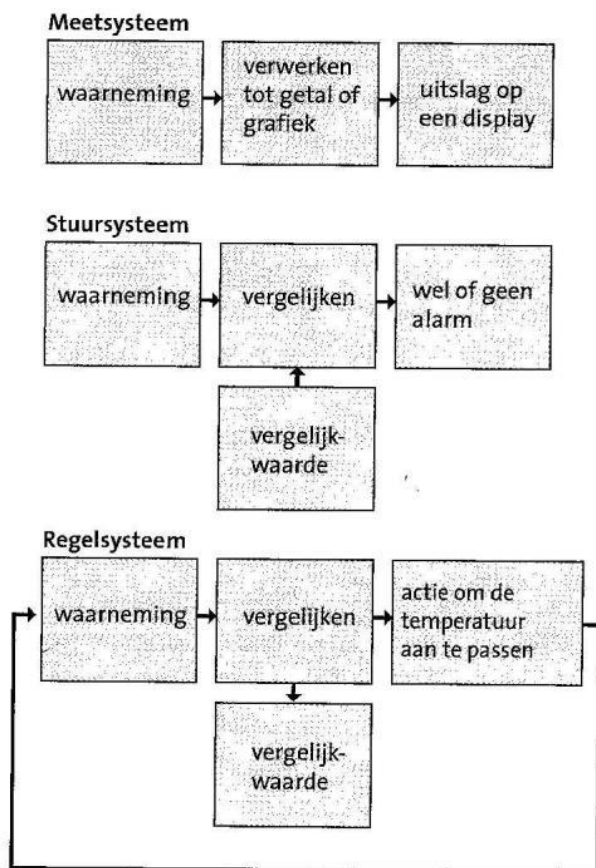 Meetsysteem
waarneming
verwerken
tot getal of
grafiek
uitslag op
een display
Stuursysteem
waarneming
vergelijken
wel of geen
alarm
vergelijk-
waarde
Regelsysteem
waarneming
vergelijken
actie om de
temperatuur
aan te passen
vergelijk-
waarde